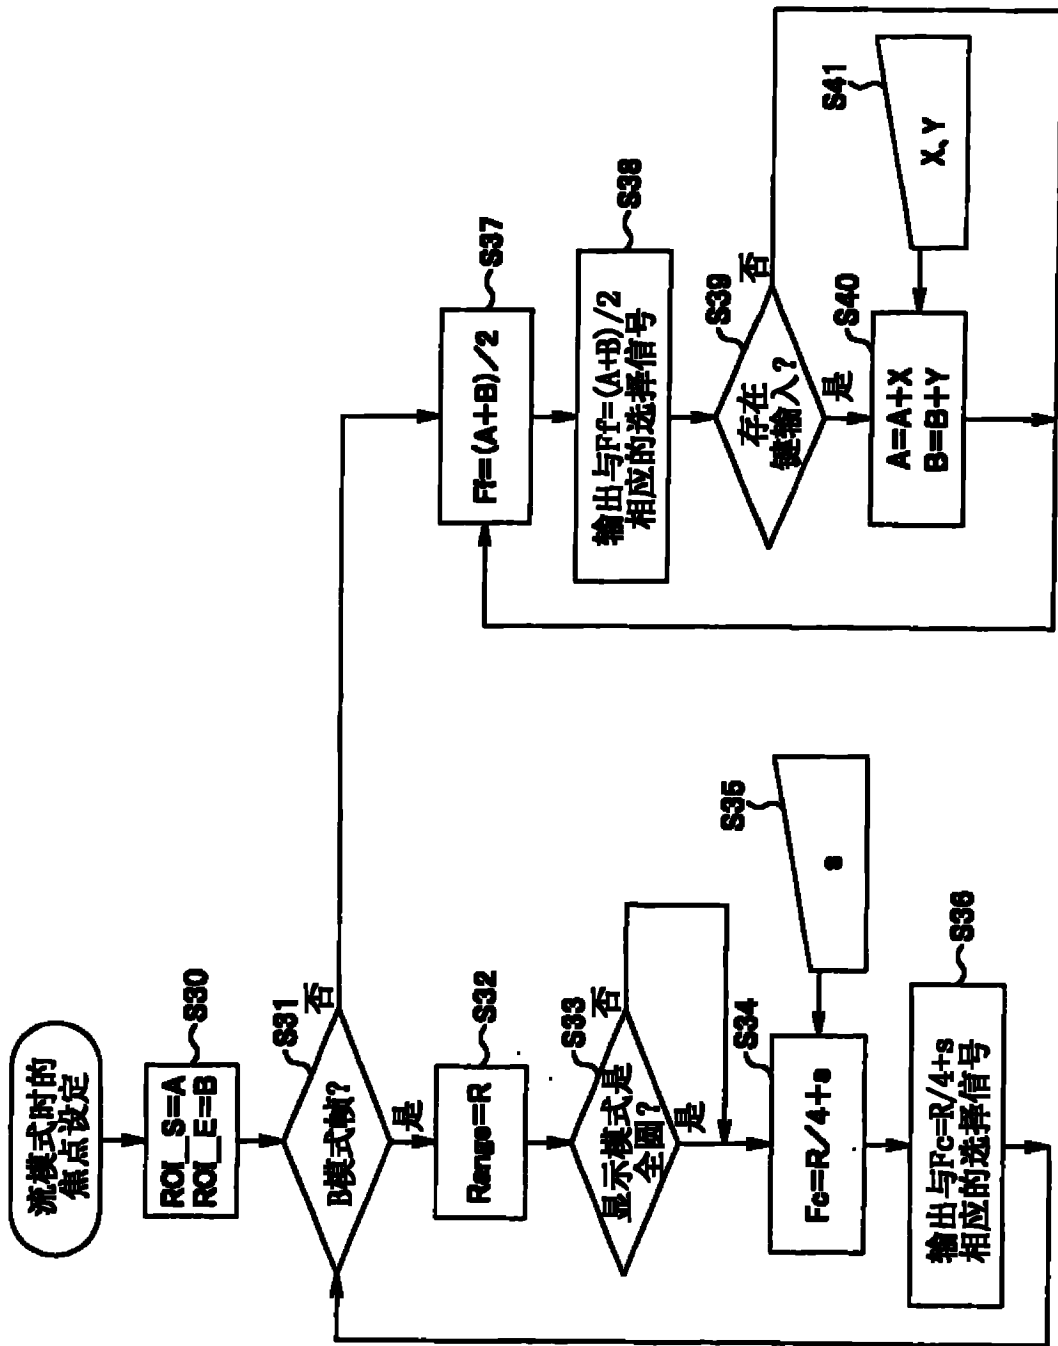 流模式时的
焦点设定
S30
ROI_S=A
ROI_E=B
S31
B模式帧?
否
是
S32
Range=R
S33
显示模式是
全圆?
否
是
S34
Fc=R/4+s
S35
s
S36
输出与Fc=R/4+s
相应的选择信号
S37
Ff=(A+B)/2
S38
输出与Ff=(A+B)/2
相应的选择信号
S39
存在
键输入?
否
是
S40
A=A+X
B=B+Y
S41
X、Y